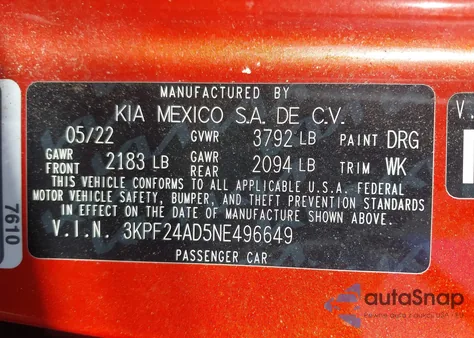 MANUFACTURED BY
KIA MEXICO S.A. DE C.V.
05/22 GVWR 3792 LB PAINT DRG
GAWR FRONT 2183 LB GAWR REAR 2094 LB TRIM WK
THIS VEHICLE CONFORMS TO ALL APPLICABLE U.S.A. FEDERAL
MOTOR VEHICLE SAFETY, BUMPER, AND THEFT PREVENTION STANDARDS
IN EFFECT ON THE DATE OF MANUFACTURE SHOWN ABOVE.
V.I.N. 3KPF24AD5NE496649
PASSENGER CAR
7610
V.
autoSnap